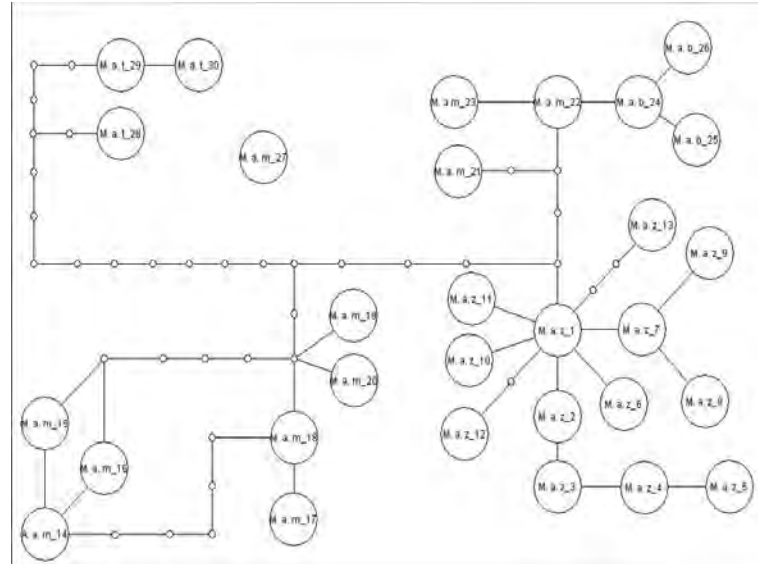 M. a. t_29
M. a. t_30
M. a. b_26
M. a. m_23
M. a. m_22
M. a. b_24
M. a. t_28
M. a. b_25
M. a. m_27
M. a. m_21
M. a. z_13
M. a. z_9
M. a. z_11
M. a. m_19
M. a. z_1
M. a. z_7
M. a. z_10
M. a. m_20
M. a. z_6
M. a. z_8
M. a. z_2
M. a. m_15
M. a. m_18
M. a. z_12
M. a. m_16
M. a. z_3
M. a. z_4
M. a. z_5
M. a. m_17
A. a. m_14